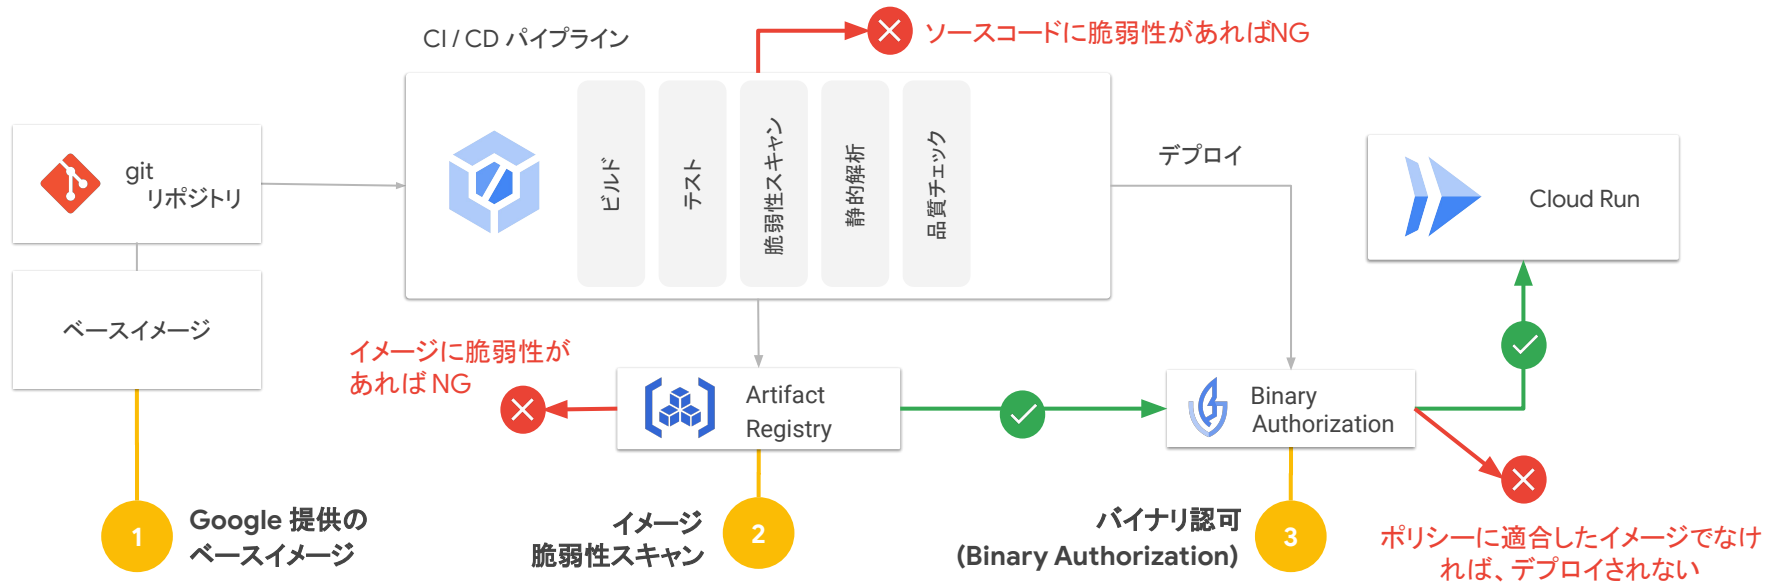 CI / CD パイプライン
ソースコードに脆弱性があればNG
git
リポジトリ
ビルド
テスト
脆弱性スキャン
静的解析
品質チェック
デプロイ
Cloud Run
ベースイメージ
イメージに脆弱性が
あれば NG
Artifact
Registry
Binary
Authorization
1
Google 提供の
ベースイメージ
イメージ
脆弱性スキャン
2
バイナリ認可
(Binary Authorization)
3
ポリシーに適合したイメージでなけ
れば、デプロイされない